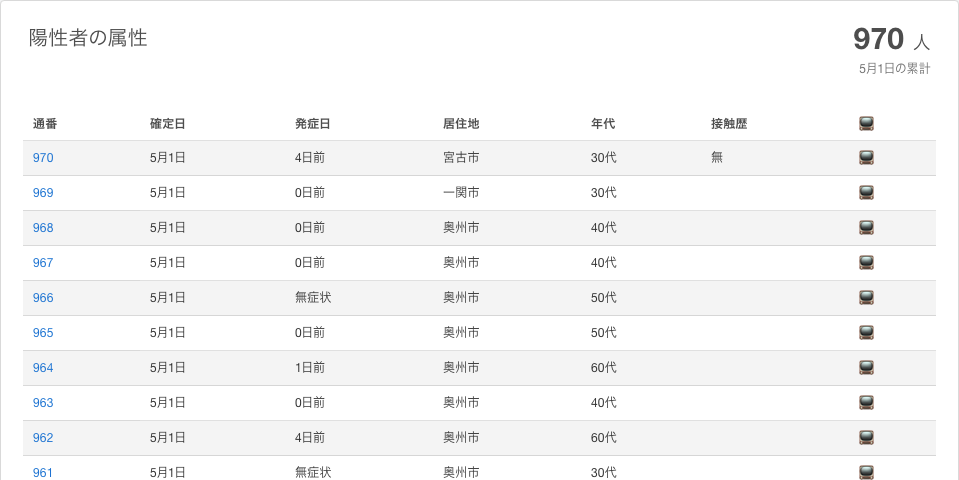 陽性者の属性
970 人
5月1日の累計
通番 確定日 発症日 居住地 年代 接触歴
970 5月1日 4日前 宮古市 30代 無
969 5月1日 0日前 一関市 30代
968 5月1日 0日前 奥州市 40代
967 5月1日 0日前 奥州市 40代
966 5月1日 無症状 奥州市 50代
965 5月1日 0日前 奥州市 50代
964 5月1日 1日前 奥州市 60代
963 5月1日 0日前 奥州市 40代
962 5月1日 4日前 奥州市 60代
961 5月1日 無症状 奥州市 30代